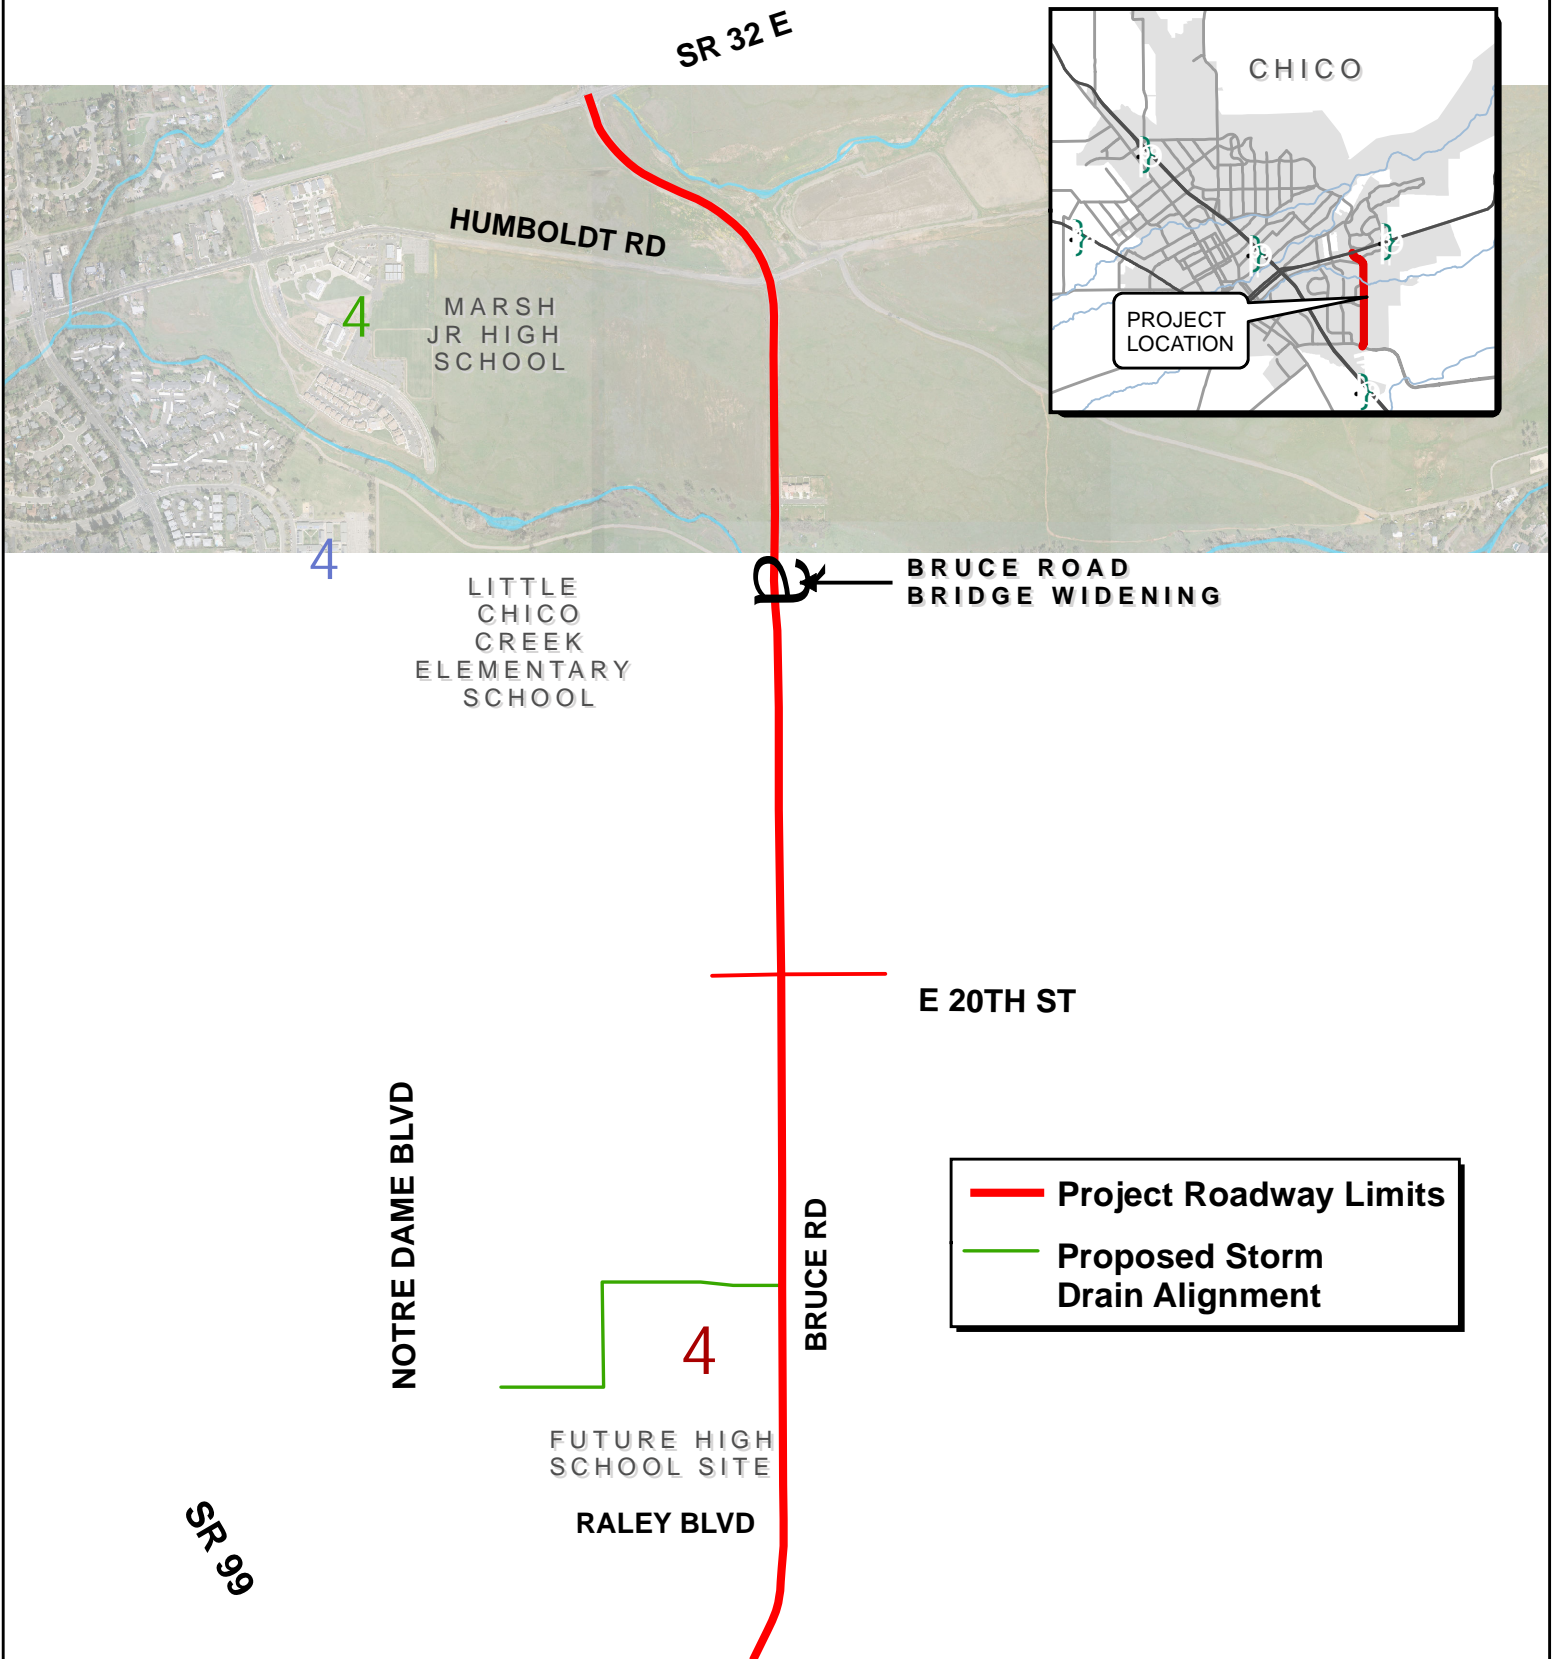 SR 32 E
CHICO
PROJECT
LOCATION
HUMBOLDT RD
4
MARSH
JR HIGH
SCHOOL
4
LITTLE
CHICO
CREEK
ELEMENTARY
SCHOOL
BRUCE ROAD
BRIDGE WIDENING
E 20TH ST
NOTRE DAME BLVD
BRUCE RD
Project Roadway Limits
Proposed Storm
Drain Alignment
4
FUTURE HIGH
SCHOOL SITE
RALEY BLVD
SR 99